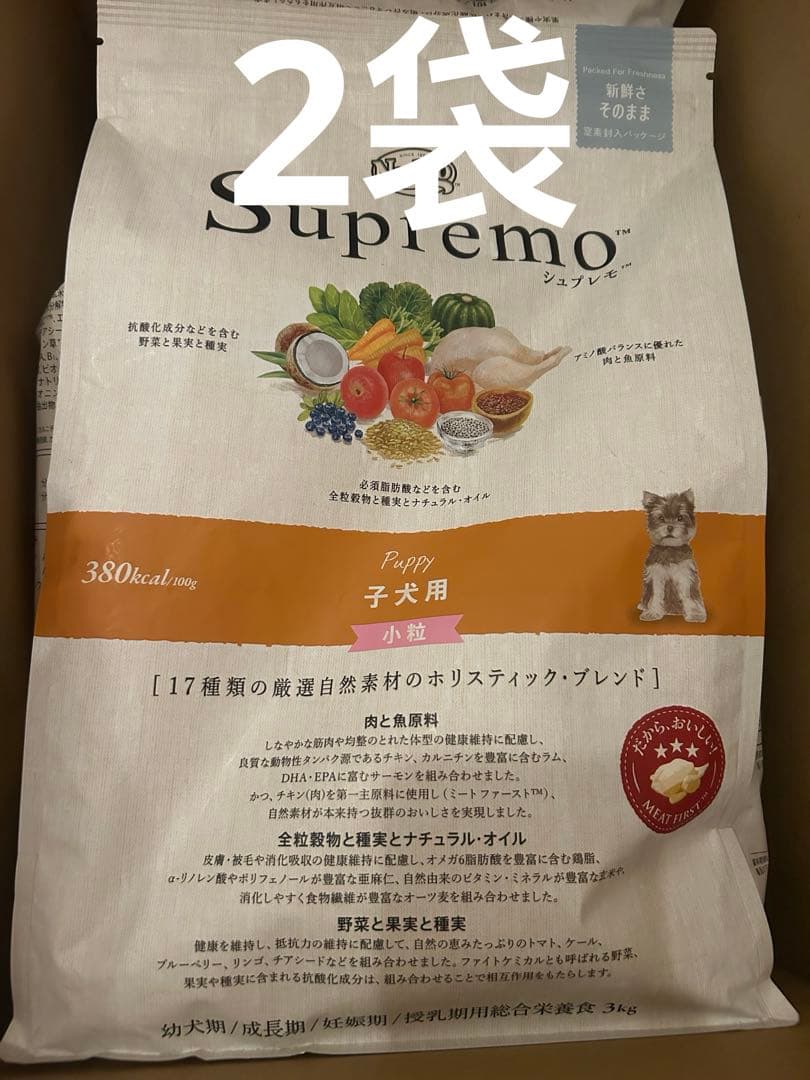 2袋
Packed For Freshness
新鮮さ
そのまま
窒素封入パッケージ
Supremo™
シュプレモ™
抗酸化成分などを含む
野菜と果実と種実
アミノ酸バランスに優れた
肉と魚原料
必須脂肪酸などを含む
全粒穀物と種実とナチュラル・オイル
380kcal/100g
Puppy
子犬用
小粒
[17種類の厳選自然素材のホリスティック・ブレンド]
肉と魚原料
しなやかな筋肉や均整のとれた体型の健康維持に配慮し、
良質な動物性タンパク源であるチキン、カルニチンを豊富に含むラム、
DHA・EPAに富むサーモンを組み合わせました。
かつ、チキン(肉)を第一主原料に使用し(ミートファースト™)、
自然素材が本来持つ抜群のおいしさを実現しました。
だから、おいしい!
MEAT FIRST™
全粒穀物と種実とナチュラル・オイル
皮膚・被毛や消化吸収の健康維持に配慮し、オメガ6脂肪酸を豊富に含む鶏脂、
α-リノレン酸やポリフェノールが豊富な亜麻仁、自然由来のビタミン・ミネラルが豊富な玄米や、
消化しやすく食物繊維が豊富なオーツ麦を組み合わせました。
野菜と果実と種実
健康を維持し、抵抗力の維持に配慮して、自然の恵みたっぷりのトマト、ケール、
ブルーベリー、リンゴ、チアシードなどを組み合わせました。ファイトケミカルとも呼ばれる野菜、
果実や種実に含まれる抗酸化成分は、組み合わせることで相互作用をもたらします。
幼犬期/成長期/妊娠期/授乳期用総合栄養食 3kg